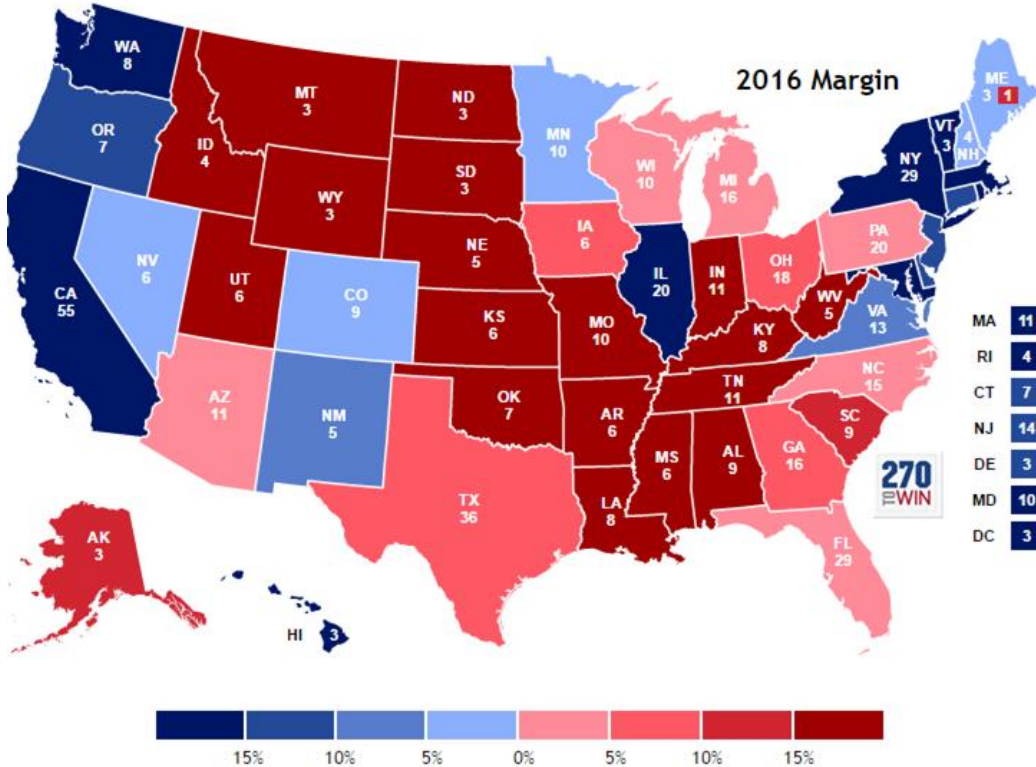 2016 Margin
WA
8
OR
7
CA
55
NV
6
ID
4
MT
3
WY
3
UT
6
AZ
11
CO
9
NM
5
ND
3
SD
3
NE
5
KS
6
OK
7
TX
36
MN
10
IA
6
MO
10
AR
6
LA
8
WI
10
IL
20
MI
16
IN
11
OH
18
KY
8
TN
11
MS
6
AL
9
GA
16
FL
29
SC
9
NC
15
VA
13
WV
5
PA
20
NY
29
VT
3
4
NH
ME
3 1
MA 11
RI 4
CT 7
NJ 14
DE 3
MD 10
DC 3
270
TO WIN
AK
3
HI 3
15% 10% 5% 0% 5% 10% 15%